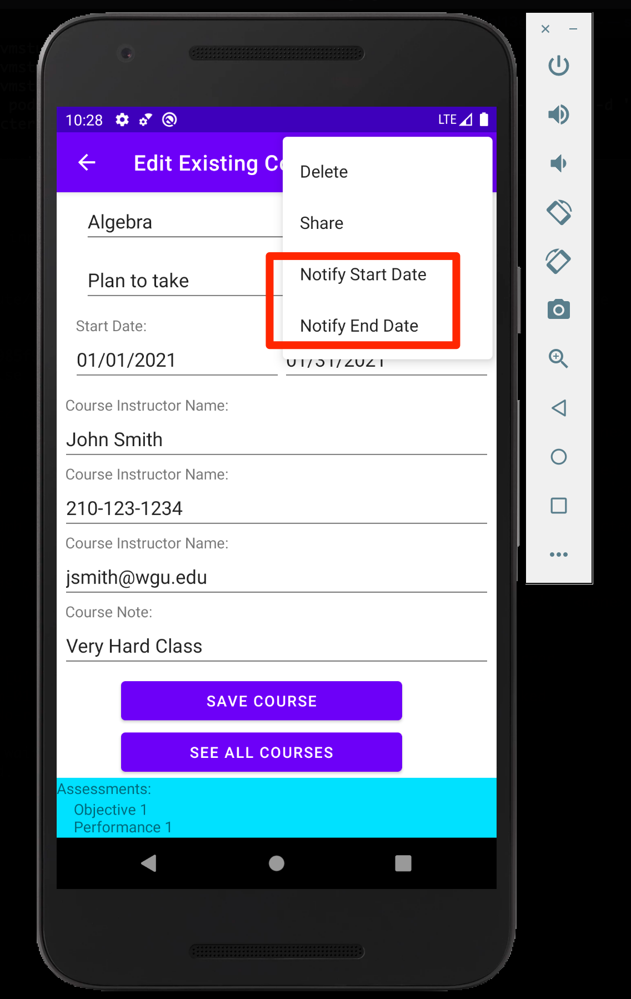 10:28 LTE
Edit Existing Co
Delete
Share
Notify Start Date
Notify End Date
Algebra
Plan to take
Start Date:
01/01/2021 01/31/2021
Course Instructor Name:
John Smith
Course Instructor Name:
210-123-1234
Course Instructor Name:
jsmith@wgu.edu
Course Note:
Very Hard Class
SAVE COURSE
SEE ALL COURSES
Assessments:
Objective 1
Performance 1